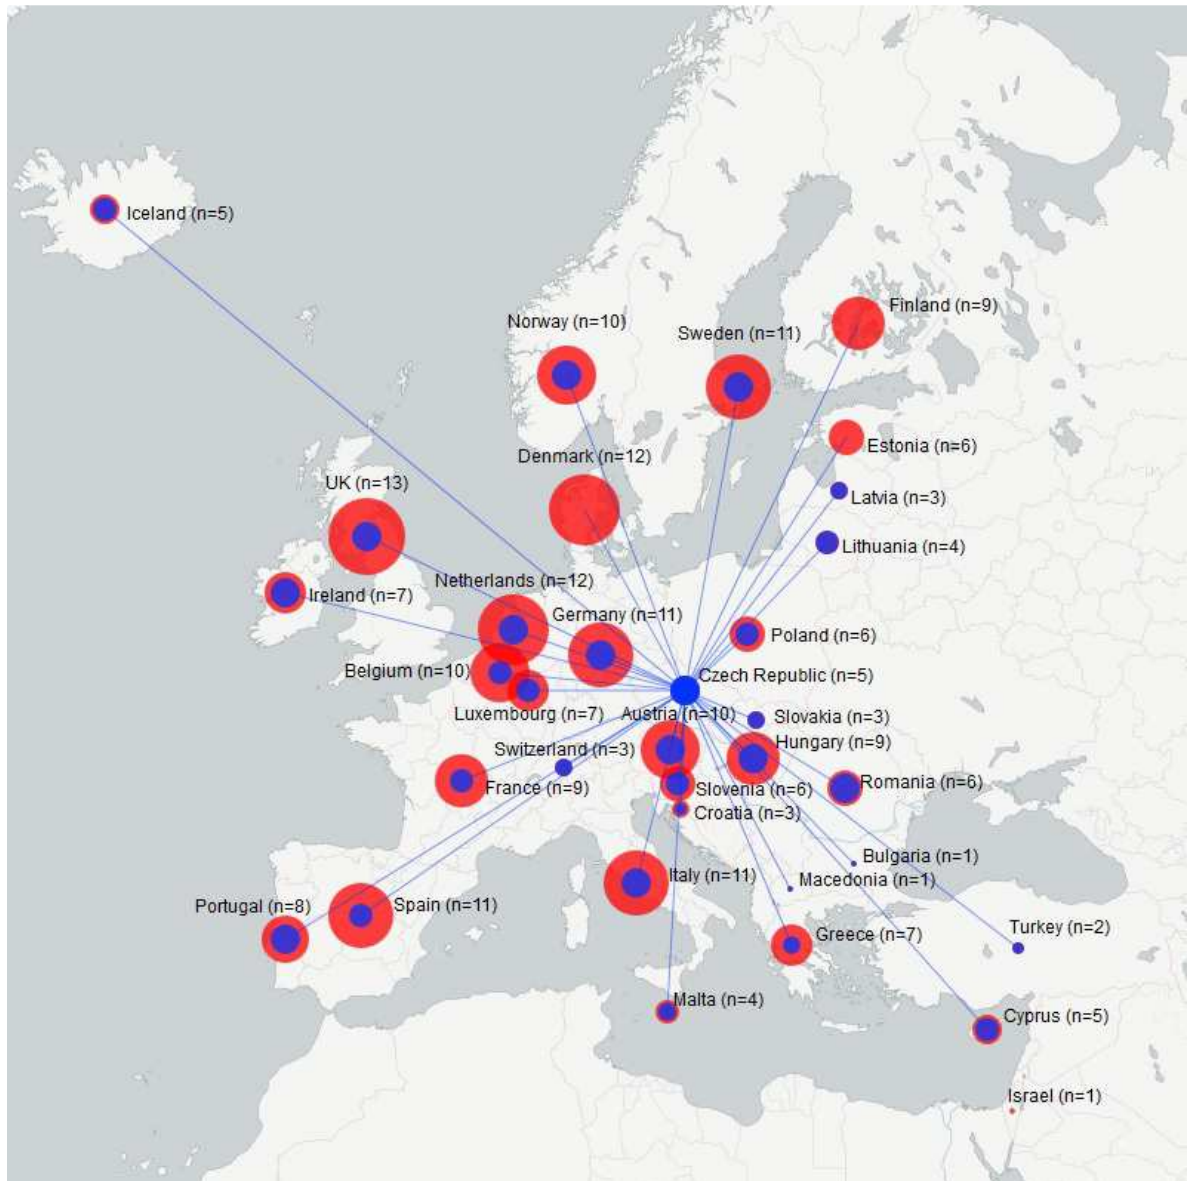 Iceland (n=5)
Finland (n=9)
Norway (n=10)
Sweden (n=11)
Estonia (n=6)
Denmark (n=12)
UK (n=13)
Latvia (n=3)
Lithuania (n=4)
Netherlands (n=12)
Ireland (n=7)
Germany (n=11)
Poland (n=6)
Belgium (n=10)
Czech Republic (n=5)
Luxembourg (n=7)
Austria (n=10)
Slovakia (n=3)
Hungary (n=9)
Switzerland (n=3)
Romania (n=6)
France (n=9)
Slovenia (n=6)
Croatia (n=3)
Bulgaria (n=1)
Italy (n=11)
Macedonia (n=1)
Portugal (n=8)
Spain (n=11)
Turkey (n=2)
Greece (n=7)
Malta (n=4)
Cyprus (n=5)
Israel (n=1)